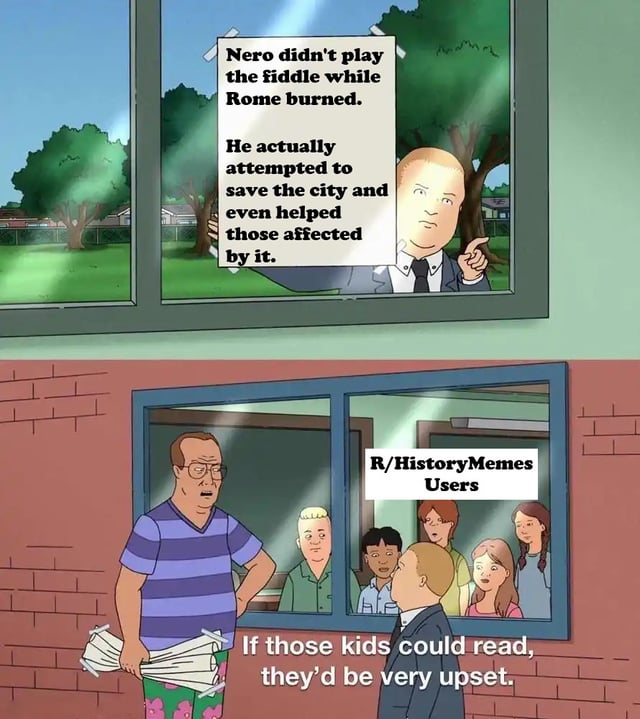 Nero didn't play
the fiddle while
Rome burned.
He actually
attempted to
save the city and
even helped
those affected
by it.
R/HistoryMemes
Users
If those kids could read,
they'd be very upset.